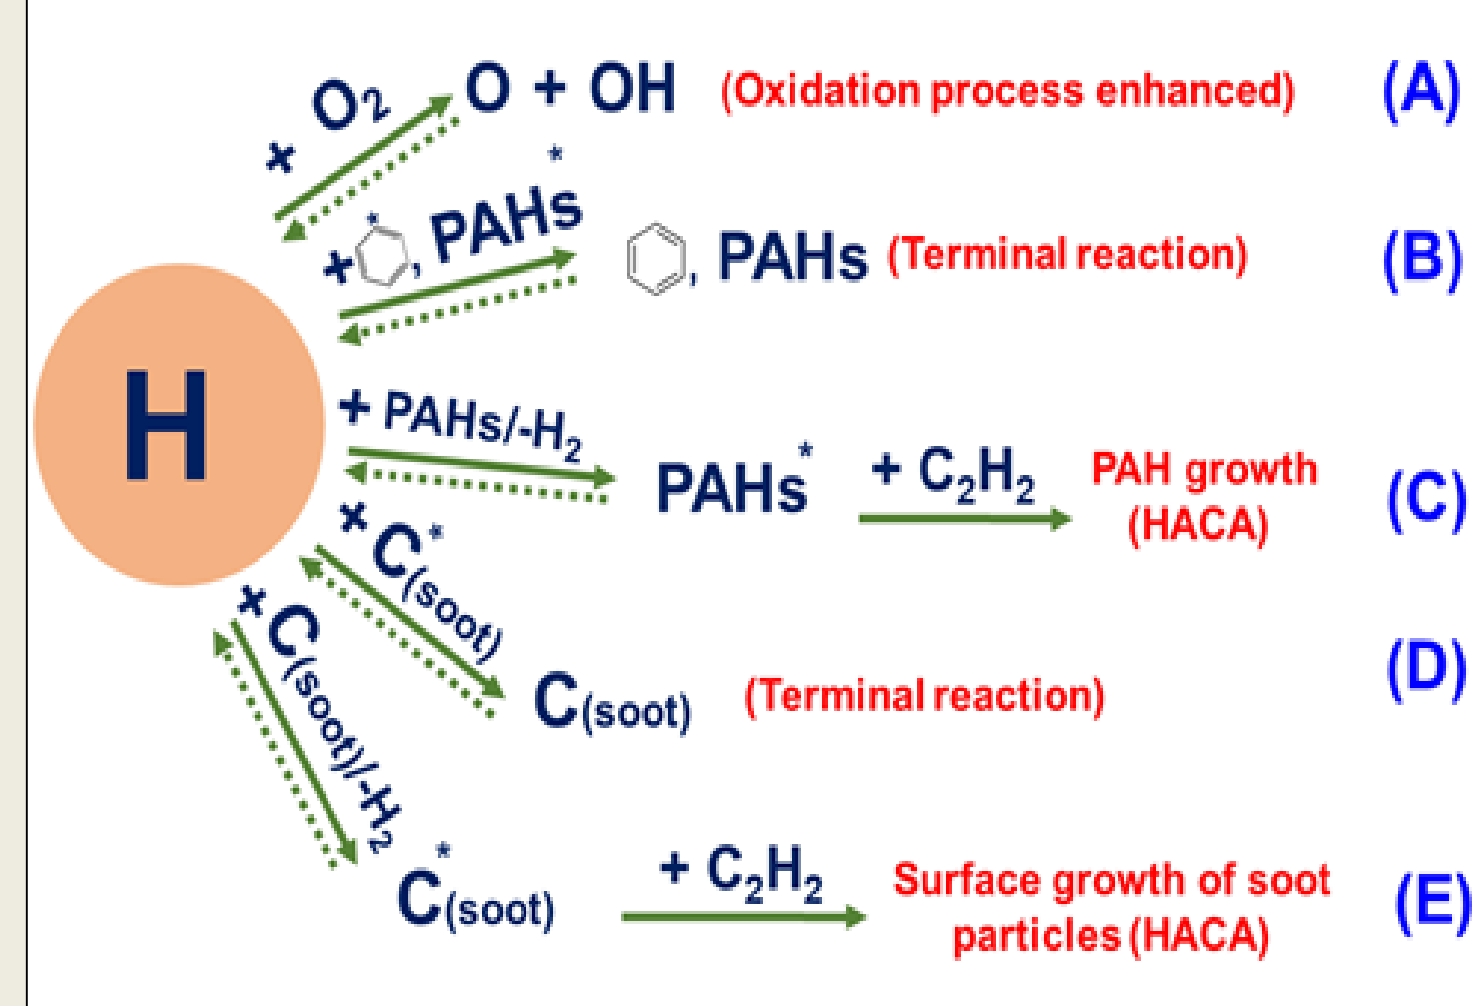 + O₂ O + OH (Oxidation process enhanced) (A)
+ *, PAHs* , PAHs (Terminal reaction) (B)
H
+ PAHs/-H₂ PAHs* + C₂H₂ PAH growth (C)
(HACA)
+ C*(soot) C(soot) (Terminal reaction) (D)
+ C(soot)/-H₂ C*(soot) + C₂H₂ Surface growth of soot (E)
particles (HACA)